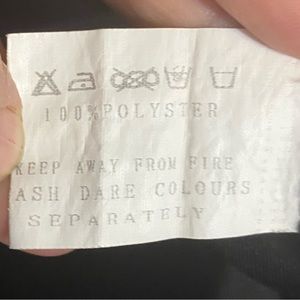 100%POLYSTER
KEEP AWAY FROM FIRE
ASH DARE COLOURS
SEPARATELY